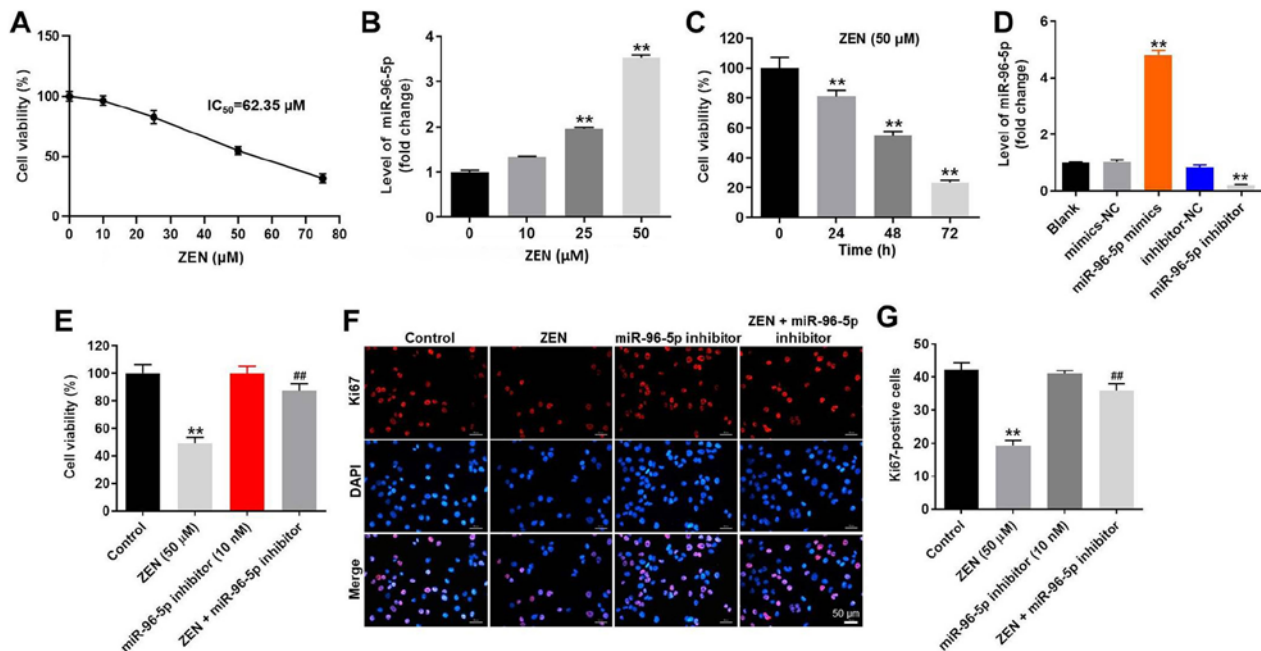 A
Cell viability (%)
150
100
50
0
IC50=62.35 µM
0 10 20 30 40 50 60 70 80
ZEN (µM)
B
Level of miR-96-5p
(fold change)
4
3
2
1
0
**
**
0 10 25 50
ZEN (µM)
C
Cell viability (%)
120
100
80
60
40
20
0
ZEN (50 µM)
**
**
**
0 24 48 72
Time (h)
D
Level of miR-96-5p
(fold change)
6
4
2
0
**
**
Blank
mimics-NC
miR-96-5p mimics
inhibitor-NC
miR-96-5p inhibitor
E
Cell viability (%)
120
100
80
60
40
20
0
**
##
Control
ZEN (50 µM)
miR-96-5p inhibitor (10 nM)
ZEN + miR-96-5p inhibitor
F
Control
ZEN
miR-96-5p inhibitor
ZEN + miR-96-5p
inhibitor
Ki67
DAPI
Merge
50 µm
G
Ki67-postive cells
50
40
30
20
10
0
**
##
Control
ZEN (50 µM)
miR-96-5p inhibitor (10 nM)
ZEN + miR-96-5p inhibitor